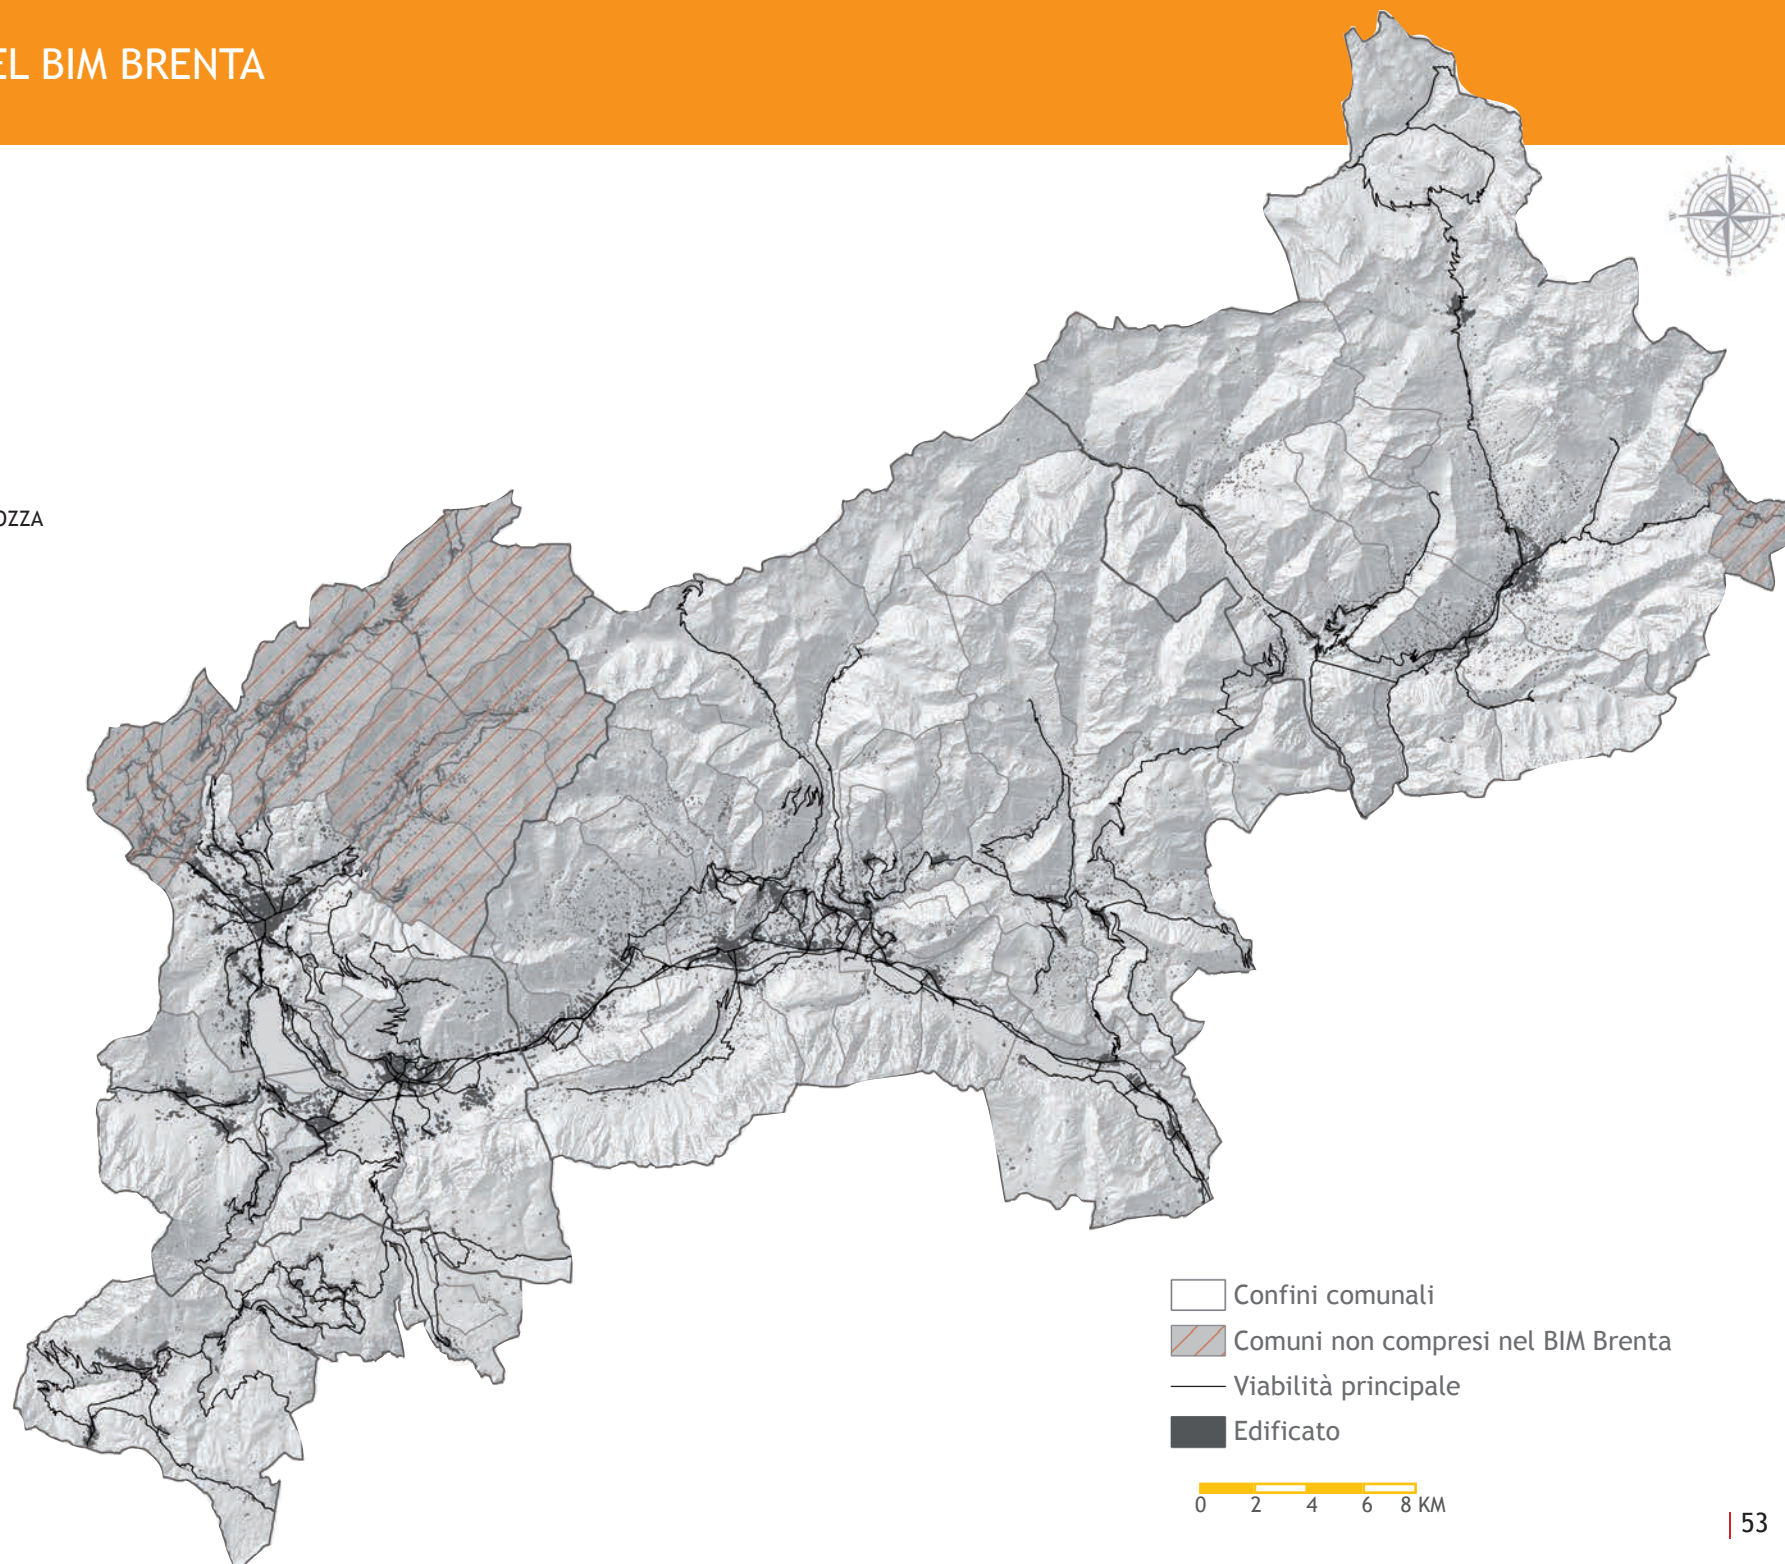 EL BIM BRENTA
N
W
S
OZZA
Confini comunali
Comuni non compresi nel BIM Brenta
Viabilità principale
Edificato
0 2 4 6 8 KM
| 53